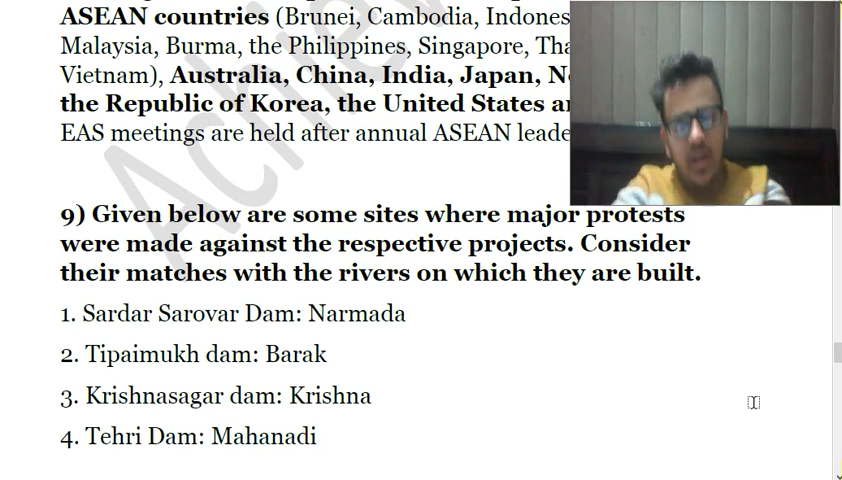 ASEAN countries (Brunei, Cambodia,
Malaysia, Burma, the Philippines, Singapore,
Vietnam), Australia, China, India, Japan,
the Republic of Korea, the United States
EAS meetings are held after annual ASEAN
Achie
9) Given below are some sites where major protests
were made against the respective projects. Consider
their matches with the rivers on which they are built.
1. Sardar Sarovar Dam: Narmada
2. Tipaimukh dam: Barak
3. Krishnasagar dam: Krishna
4. Tehri Dam: Mahanadi